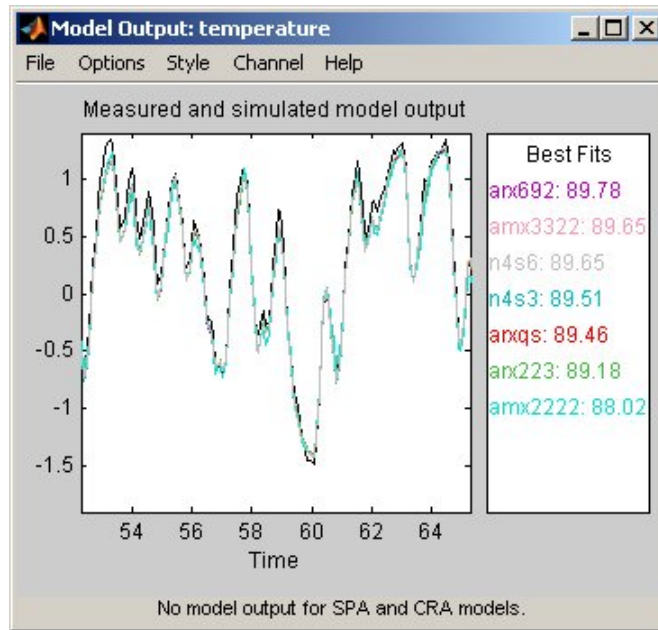 Model Output: temperature
File Options Style Channel Help
Measured and simulated model output
1
0.5
0
-0.5
-1
-1.5
54 56 58 60 62 64
Time
Best Fits
arx692: 89.78
amx3322: 89.65
n4s6: 89.65
n4s3: 89.51
arxqs: 89.46
arx223: 89.18
amx2222: 88.02
No model output for SPA and CRA models.